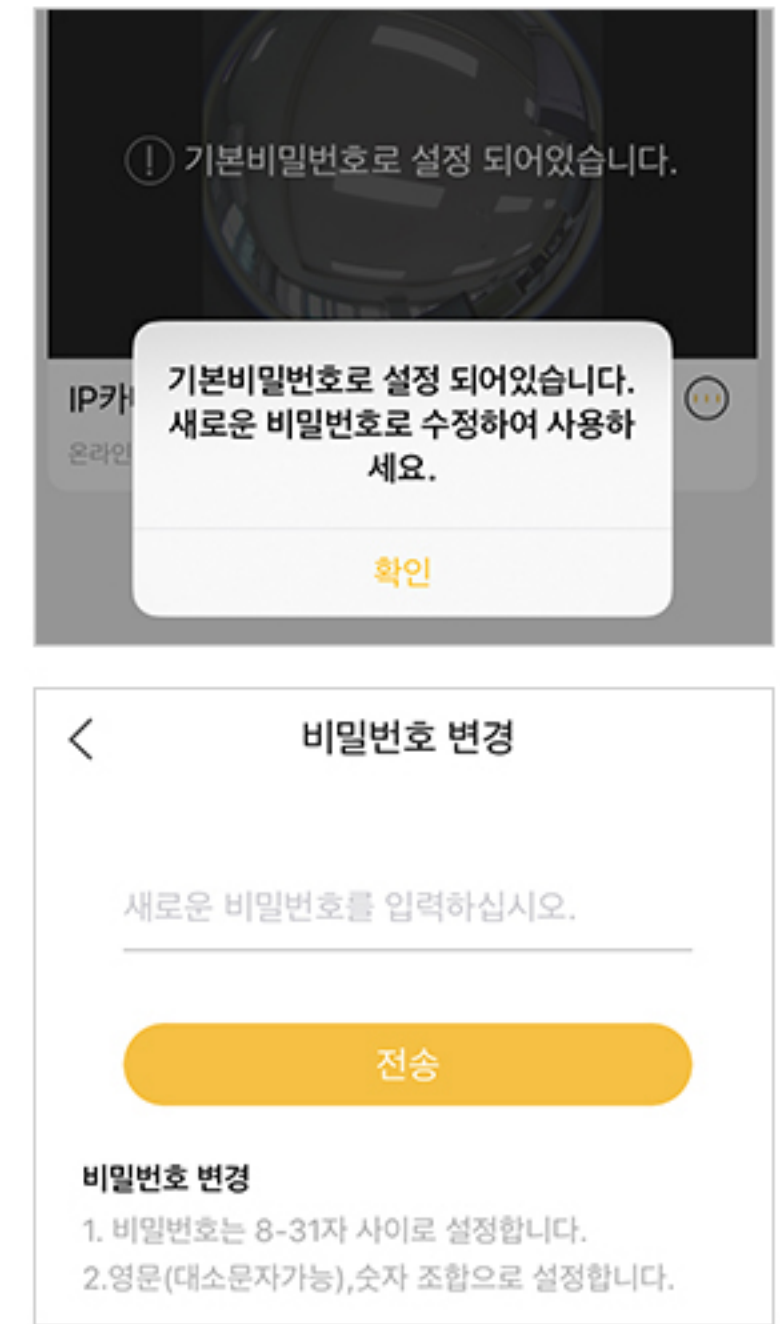 기본비밀번호로 설정 되어있습니다.
기본비밀번호로 설정 되어있습니다.
새로운 비밀번호로 수정하여 사용하
세요.
IP카
온라인
확인
비밀번호 변경
새로운 비밀번호를 입력하십시오.
전송
비밀번호 변경
1. 비밀번호는 8-31자 사이로 설정합니다.
2.영문(대소문자가능),숫자 조합으로 설정합니다.